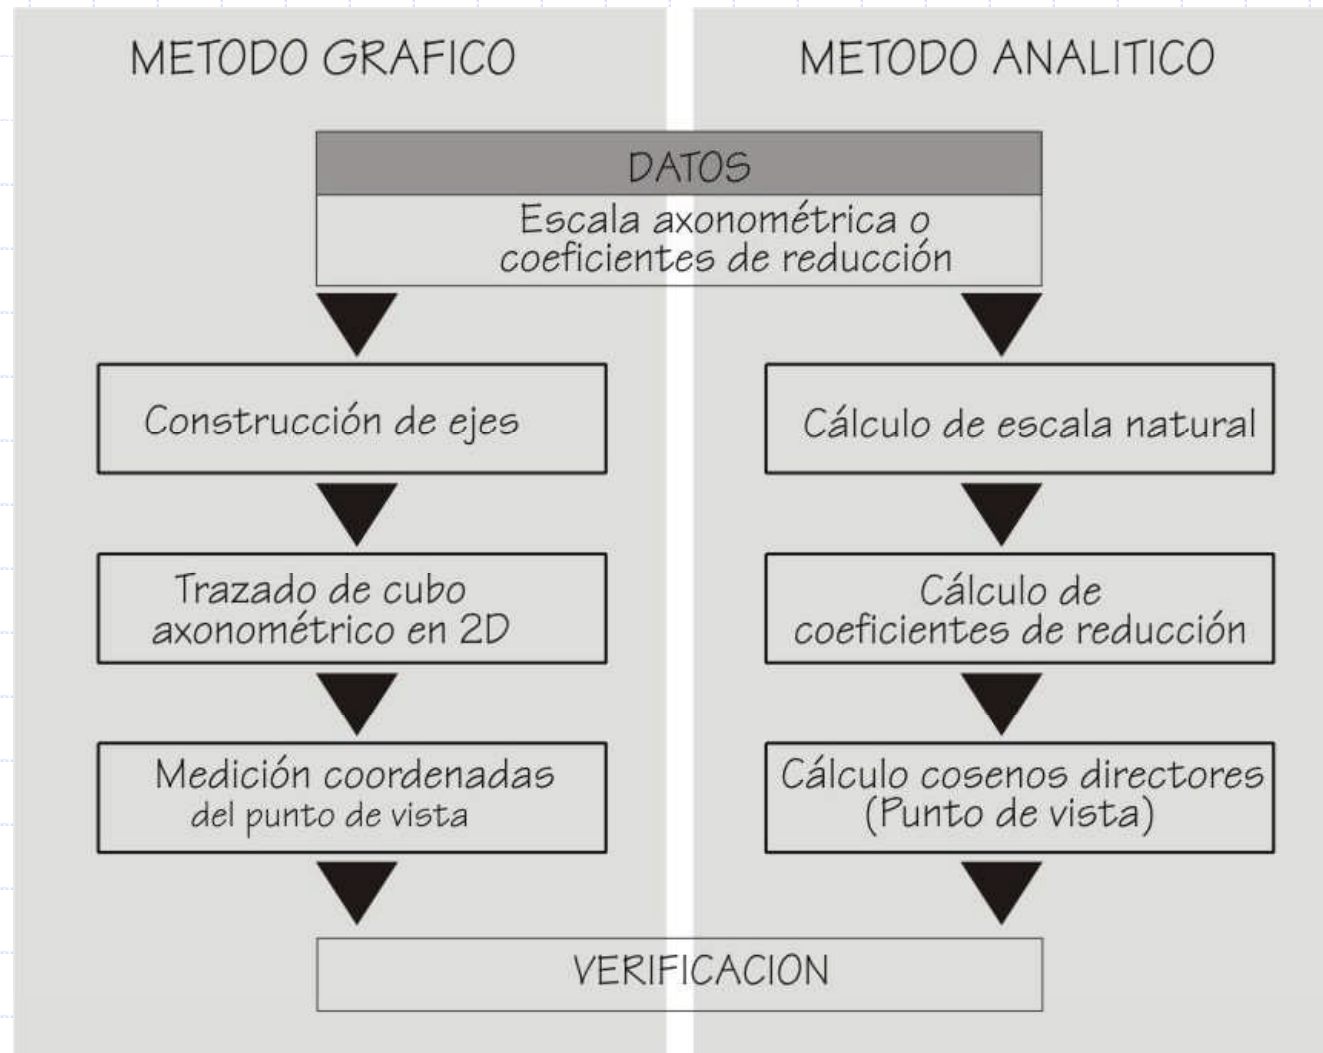 METODO GRAFICO
METODO ANALITICO
DATOS
Escala axonométrica o
coeficientes de reducción
Construcción de ejes
Trazado de cubo
axonométrico en 2D
Medición coordenadas
del punto de vista
Cálculo de escala natural
Cálculo de
coeficientes de reducción
Cálculo cosenos directores
(Punto de vista)
VERIFICACION